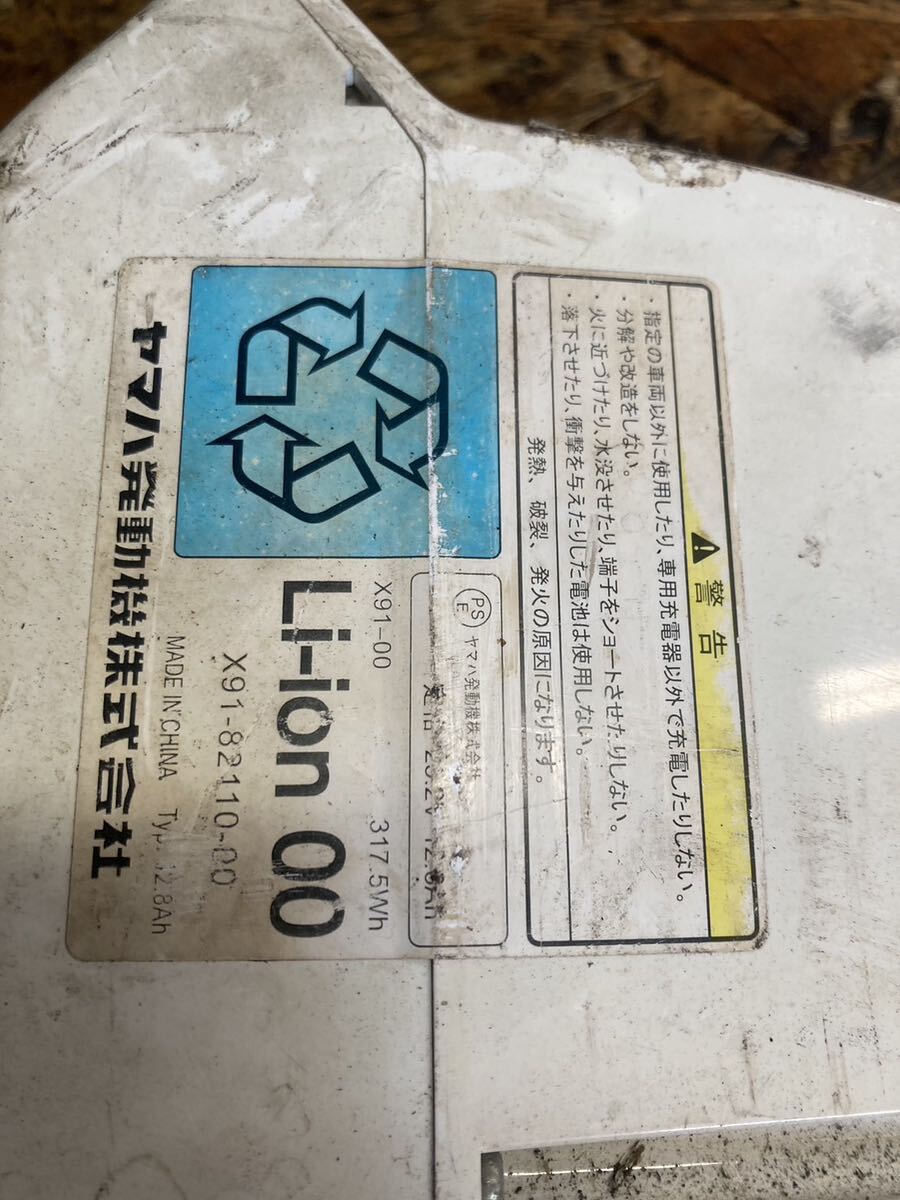 警告
・指定の車両以外に使用したり、専用充電器以外で充電したりしない。
・分解や改造をしない。
・火に近づけたり、水没させたり、端子をショートさせたりしない。
・落下させたり、衝撃を与えたりした電池は使用しない。
発熱、破裂、発火の原因になります。
PS
E
ヤマハ発動機株式会社
12.8Ah
X91-00
317.5Wh
Li-ion 00
X91-82110-00
MADE IN CHINA
12.8Ah
ヤマハ発動機株式会社